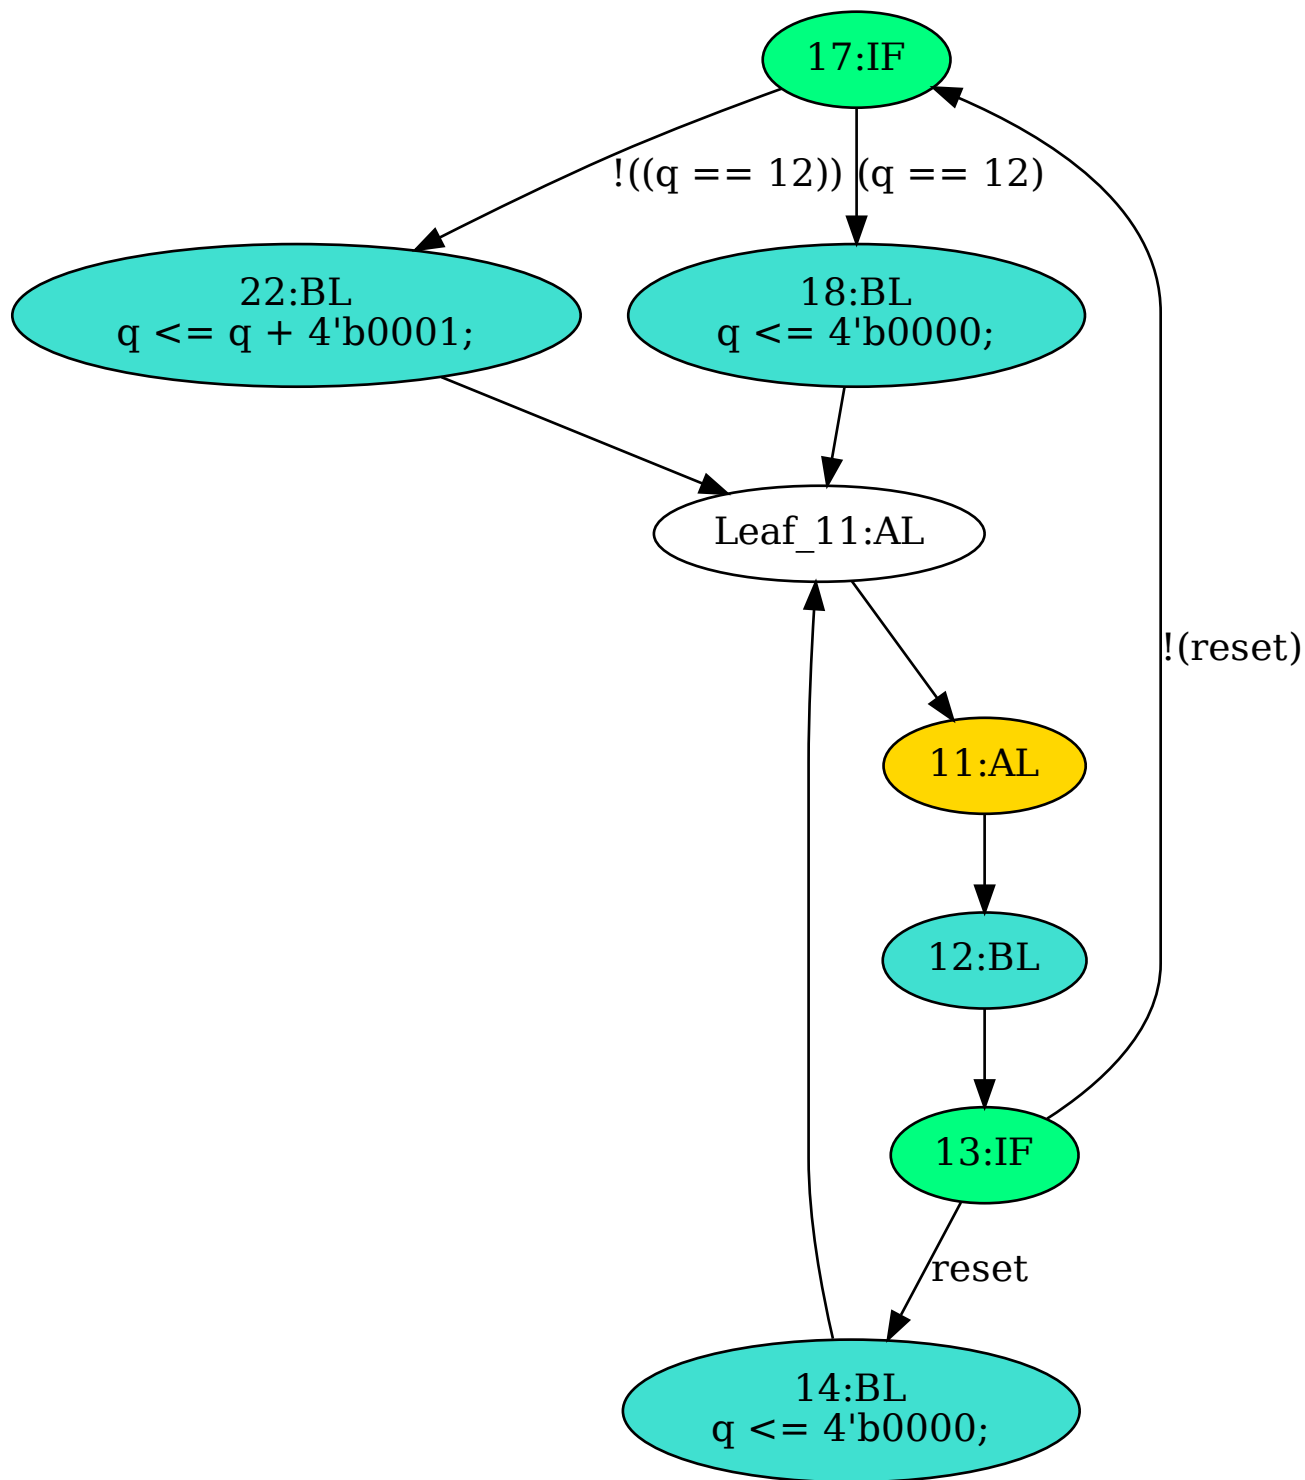 17:IF
!((q == 12))
(q == 12)
22:BL
q <= q + 4'b0001;
18:BL
q <= 4'b0000;
Leaf_11:AL
!(reset)
11:AL
12:BL
13:IF
reset
14:BL
q <= 4'b0000;